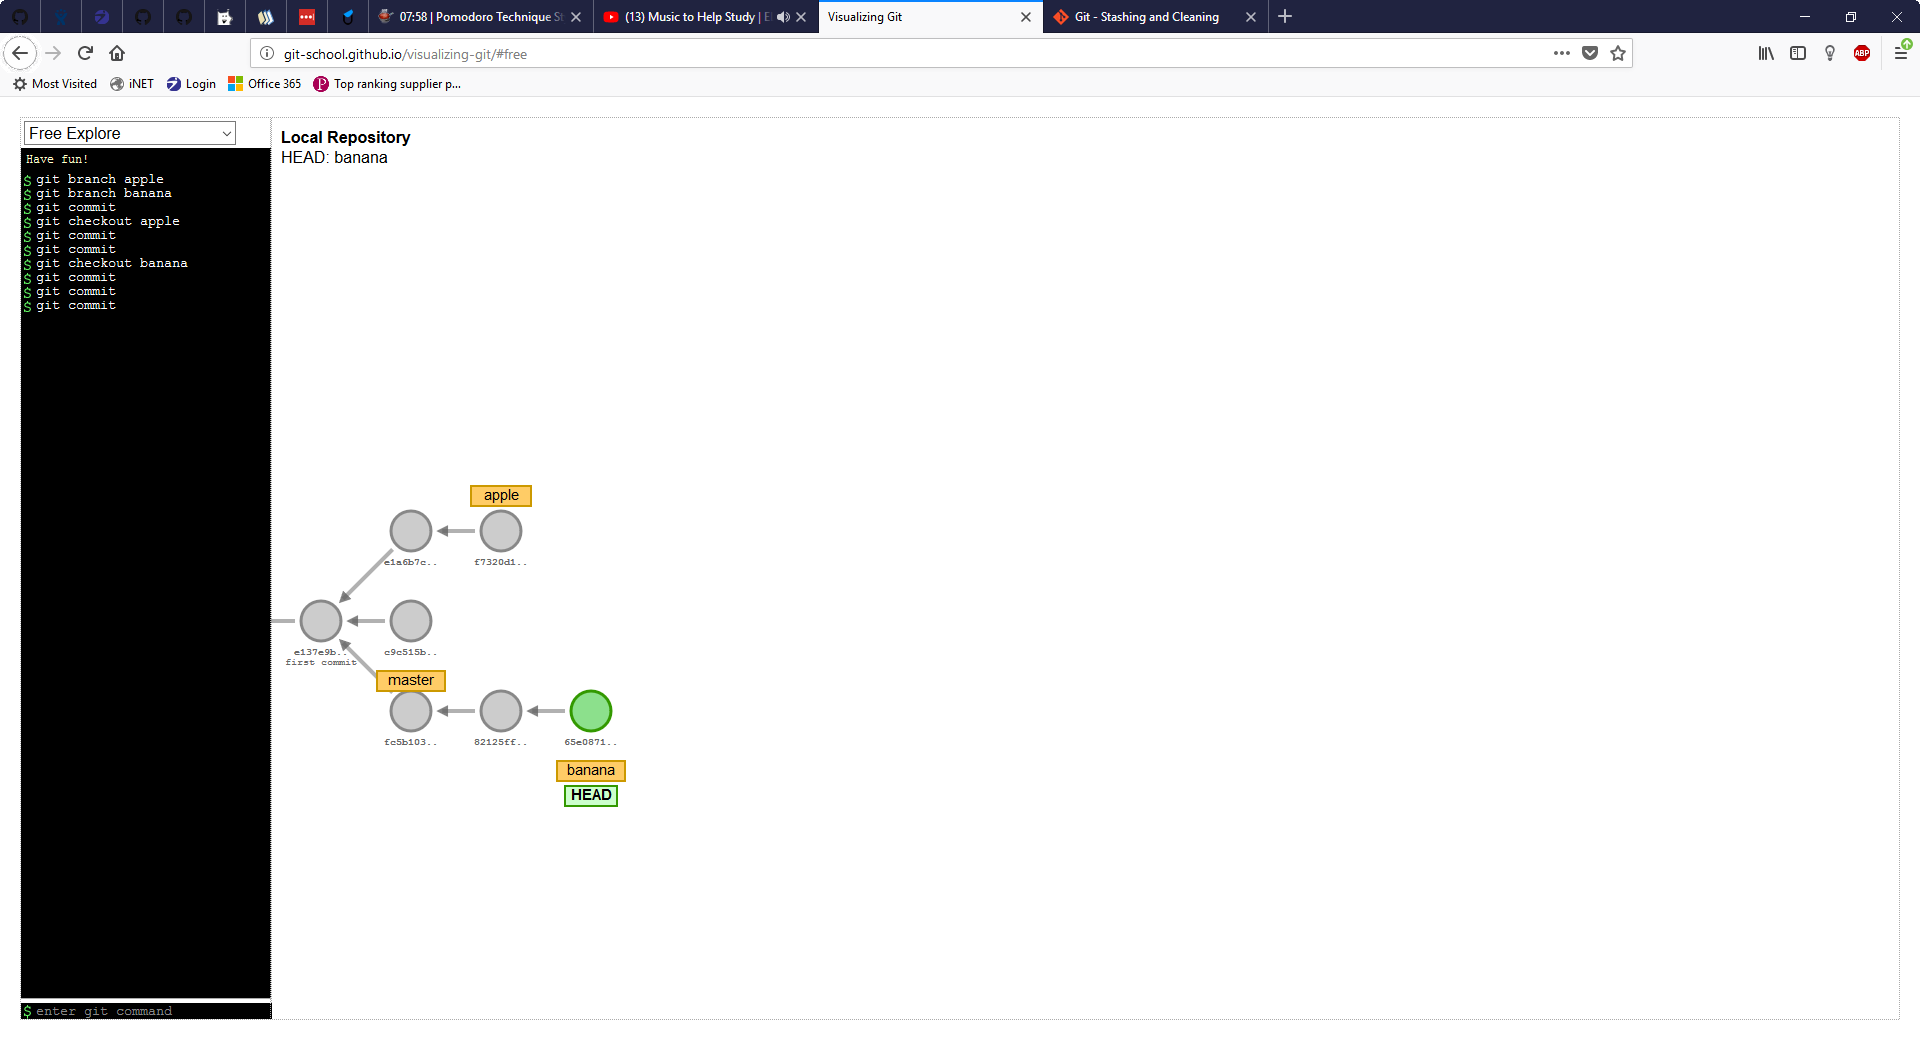 07:58 | Pomodoro Technique
(13) Music to Help Study |
Visualizing Git
Git - Stashing and Cleaning
git-school.github.io/visualizing-git/#free
ABP
Most Visited
iNET
Login
Office 365
Top ranking supplier p...
Free Explore
Local Repository
HEAD: banana
Have fun!
$ git branch apple
$ git branch banana
$ git commit
$ git checkout apple
$ git commit
$ git commit
$ git checkout banana
$ git commit
$ git commit
$ git commit
apple
e1a6b7c..
f7320d1..
e137e9b..
first commit
c9c515b..
master
fc5b103..
82125ff..
65e0871..
banana
HEAD
$ enter git command